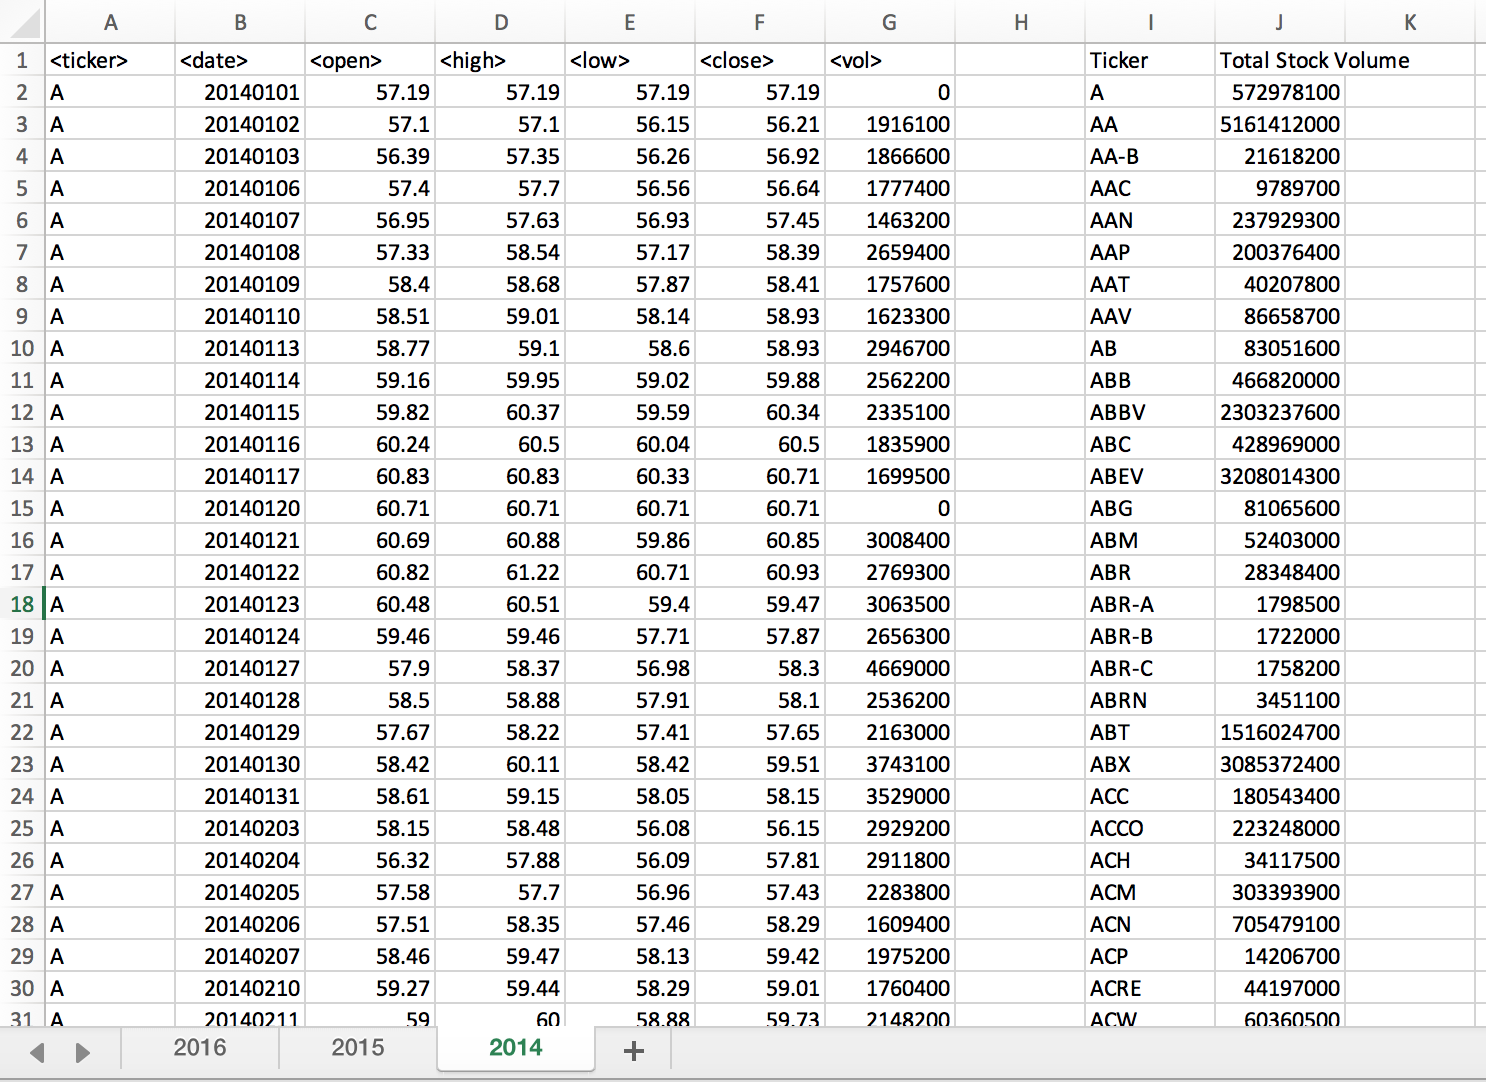 A B C D E F G H I J K
1 <ticker> <date> <open> <high> <low> <close> <vol> Ticker Total Stock Volume
2 A 20140101 57.19 57.19 57.19 57.19 0 A 572978100
3 A 20140102 57.1 57.1 56.15 56.21 1916100 AA 5161412000
4 A 20140103 56.39 57.35 56.26 56.92 1866600 AA-B 21618200
5 A 20140106 57.4 57.7 56.56 56.64 1777400 AAC 9789700
6 A 20140107 56.95 57.63 56.93 57.45 1463200 AAN 237929300
7 A 20140108 57.33 58.54 57.17 58.39 2659400 AAP 200376400
8 A 20140109 58.4 58.68 57.87 58.41 1757600 AAT 40207800
9 A 20140110 58.51 59.01 58.14 58.93 1623300 AAV 86658700
10 A 20140113 58.77 59.1 58.6 58.93 2946700 AB 83051600
11 A 20140114 59.16 59.95 59.02 59.88 2562200 ABB 466820000
12 A 20140115 59.82 60.37 59.59 60.34 2335100 ABBV 2303237600
13 A 20140116 60.24 60.5 60.04 60.5 1835900 ABC 428969000
14 A 20140117 60.83 60.83 60.33 60.71 1699500 ABEV 3208014300
15 A 20140120 60.71 60.71 60.71 60.71 0 ABG 81065600
16 A 20140121 60.69 60.88 59.86 60.85 3008400 ABM 52403000
17 A 20140122 60.82 61.22 60.71 60.93 2769300 ABR 28348400
18 A 20140123 60.48 60.51 59.4 59.47 3063500 ABR-A 1798500
19 A 20140124 59.46 59.46 57.71 57.87 2656300 ABR-B 1722000
20 A 20140127 57.9 58.37 56.98 58.3 4669000 ABR-C 1758200
21 A 20140128 58.5 58.88 57.91 58.1 2536200 ABRN 3451100
22 A 20140129 57.67 58.22 57.41 57.65 2163000 ABT 1516024700
23 A 20140130 58.42 60.11 58.42 59.51 3743100 ABX 3085372400
24 A 20140131 58.61 59.15 58.05 58.15 3529000 ACC 180543400
25 A 20140203 58.15 58.48 56.08 56.15 2929200 ACCO 223248000
26 A 20140204 56.32 57.88 56.09 57.81 2911800 ACH 34117500
27 A 20140205 57.58 57.7 56.96 57.43 2283800 ACM 303393900
28 A 20140206 57.51 58.35 57.46 58.29 1609400 ACN 705479100
29 A 20140207 58.46 59.47 58.13 59.42 1975200 ACP 14206700
30 A 20140210 59.27 59.44 58.29 59.01 1760400 ACRE 44197000
31 A 20140211 59 60 58.88 59.73 2148200 ACW 60360500
2016 2015 2014 +